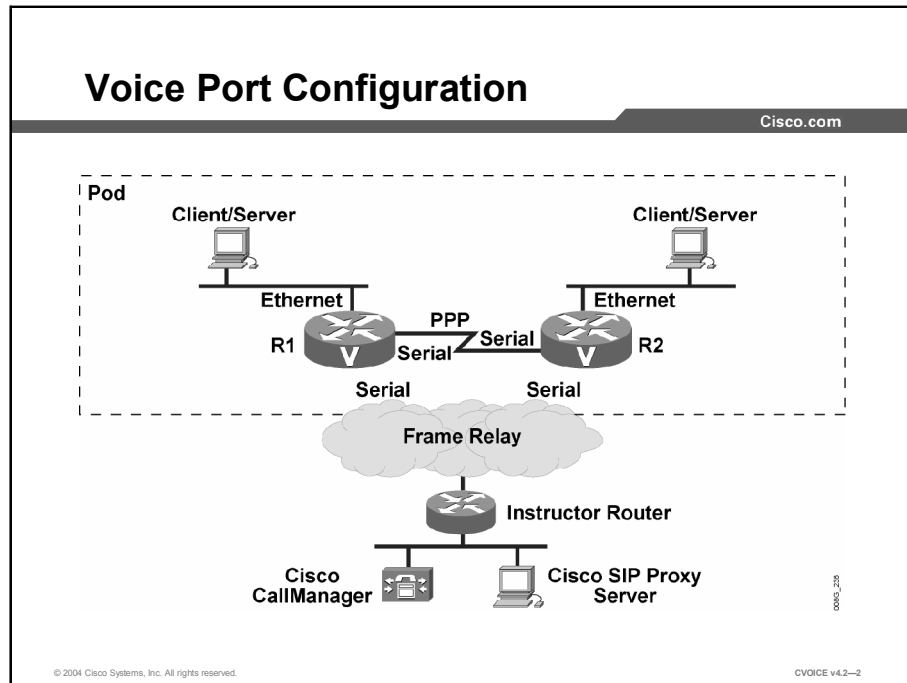 Voice Port Configuration
Cisco.com
Pod
Client/Server
Client/Server
Ethernet
Ethernet
PPP
R1
Serial
Serial
R2
V
V
Serial
Serial
Frame Relay
Instructor Router
Cisco
CallManager
Cisco SIP Proxy
Server
008G_235
© 2004 Cisco Systems, Inc. All rights reserved.
CVOICE v4.2—2